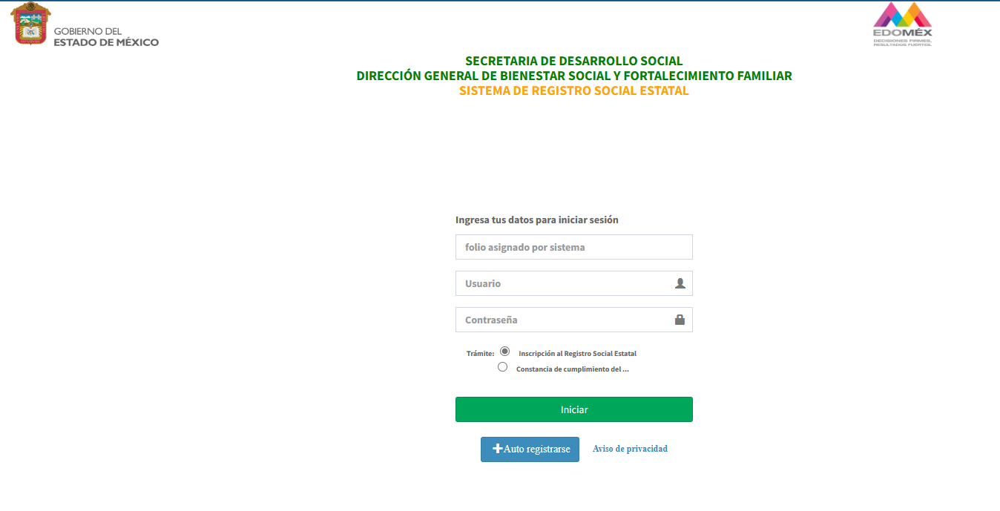 GOBIERNO DEL
ESTADO DE MÉXICO
EDOMÉX
DECISIONES FIRMES,
RESULTADOS FUERTES.
SECRETARIA DE DESARROLLO SOCIAL
DIRECCIÓN GENERAL DE BIENESTAR SOCIAL Y FORTALECIMIENTO FAMILIAR
SISTEMA DE REGISTRO SOCIAL ESTATAL
Ingresa tus datos para iniciar sesión
folio asignado por sistema
Usuario
Contraseña
Trámite: Inscripción al Registro Social Estatal
Constancia de cumplimiento del ...
Iniciar
Auto registrarse Aviso de privacidad